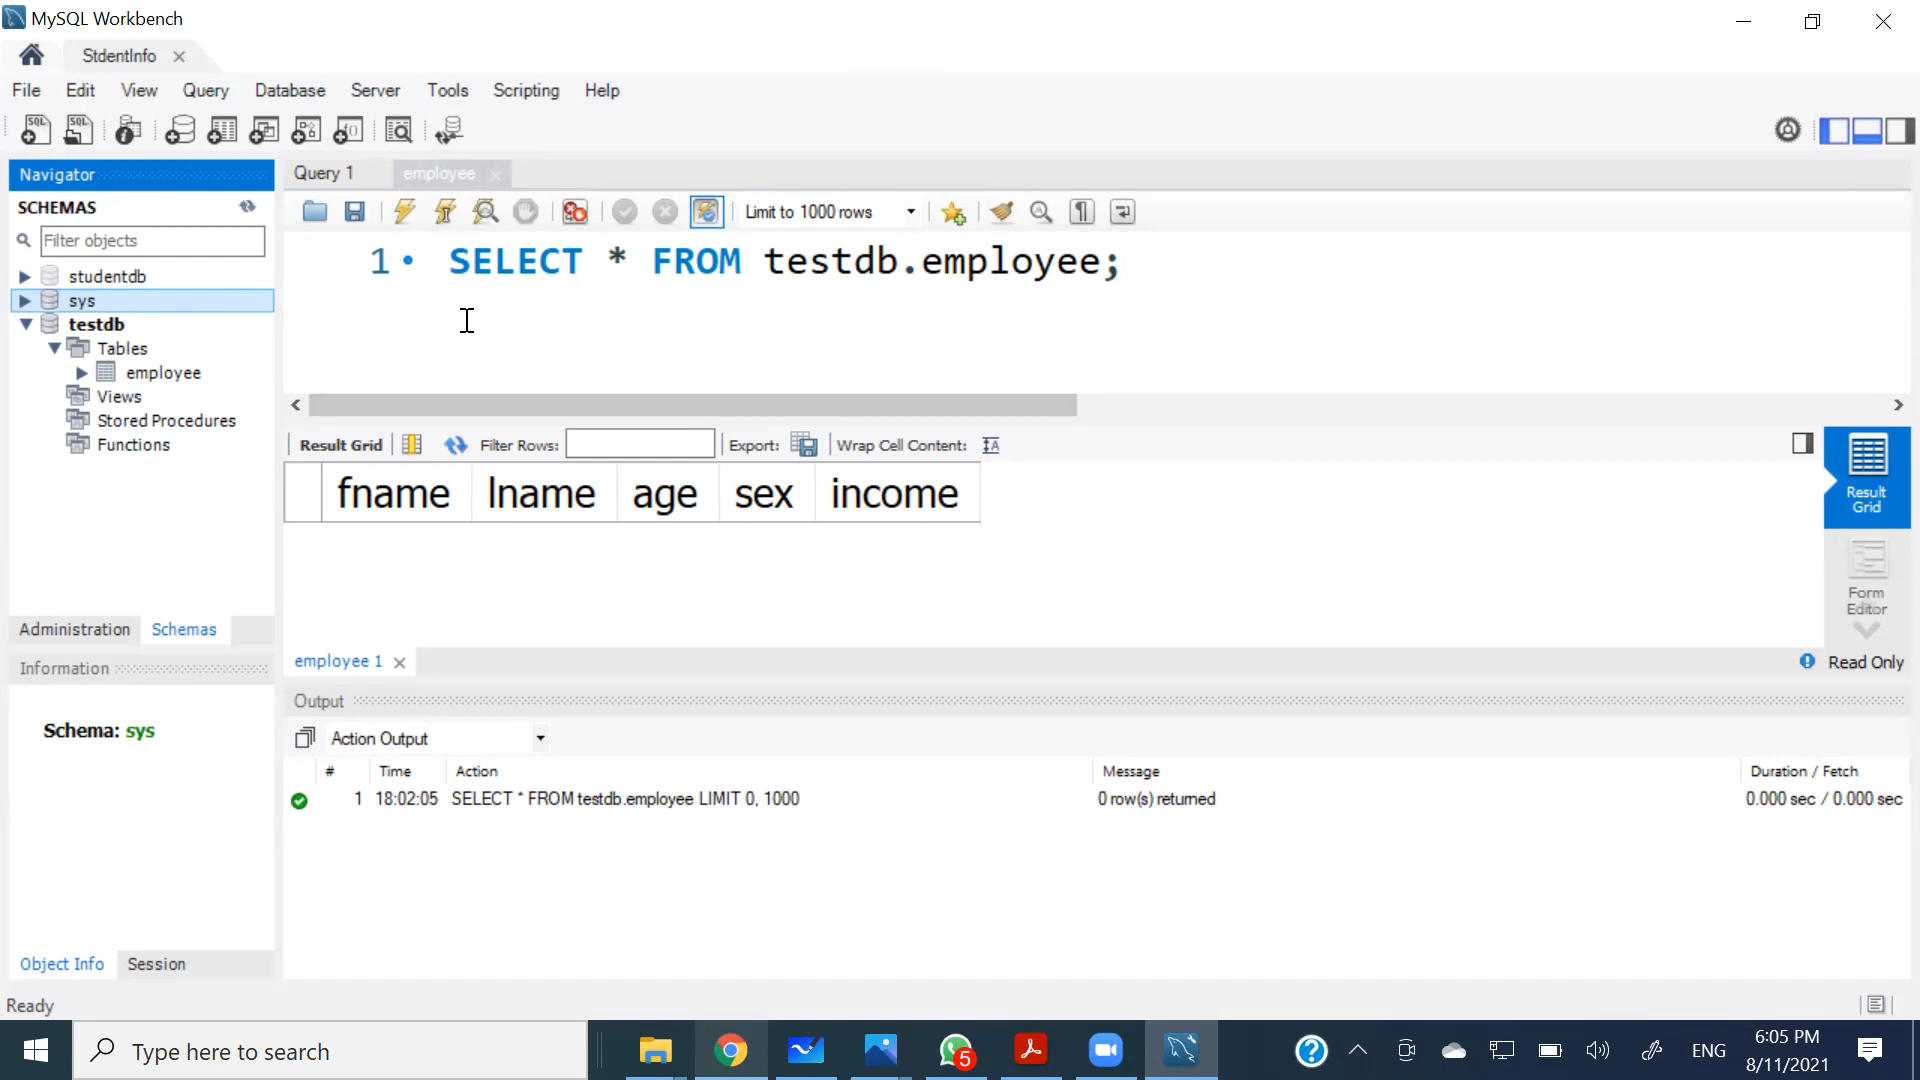 MySQL Workbench
StdentInfo
File Edit View Query Database Server Tools Scripting Help
SQL SQL
Navigator
SCHEMAS
Filter objects
studentdb
sys
testdb
Tables
employee
Views
Stored Procedures
Functions
Administration Schemas
Information
Schema: sys
Object Info Session
Query 1 employee
Limit to 1000 rows
1 SELECT * FROM testdb.employee;
Result Grid Filter Rows: Export: Wrap Cell Content:
fname lname age sex income
Result
Grid
Form
Editor
employee 1
Read Only
Output
Action Output
# Time Action Message Duration / Fetch
1 18:02:05 SELECT * FROM testdb.employee LIMIT 0, 1000 0 row(s) returned 0.000 sec / 0.000 sec
Ready
Type here to search
5
ENG
6:05 PM
8/11/2021